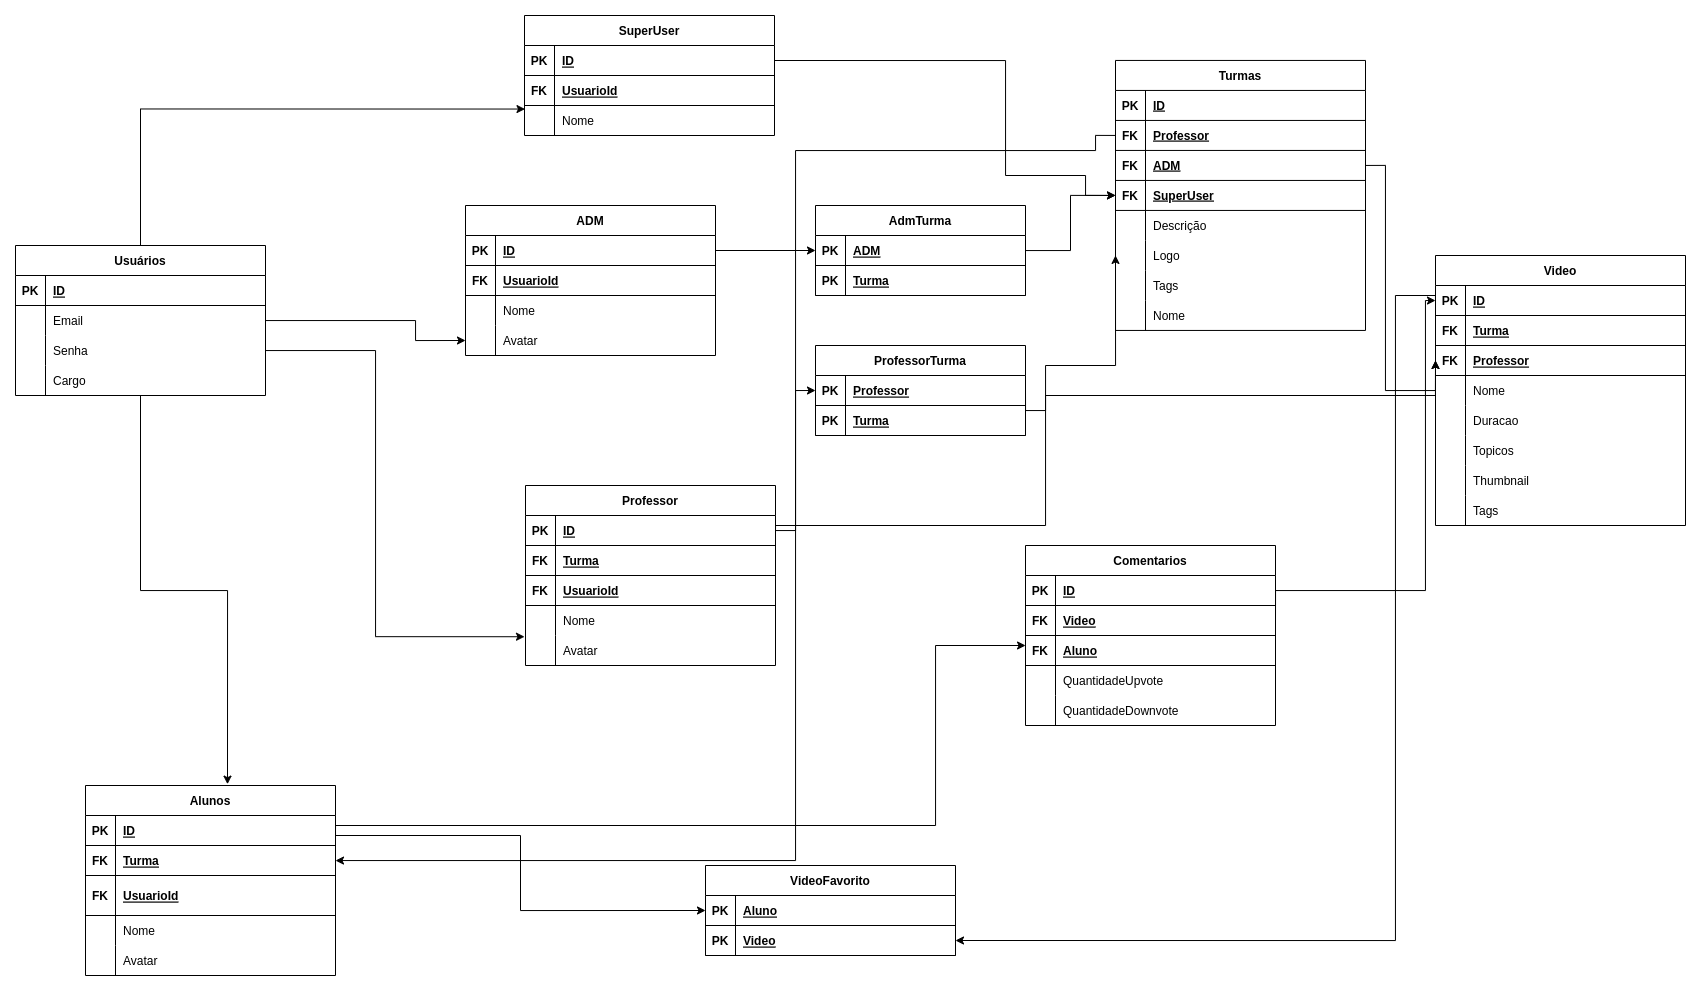 SuperUser
PK ID
FK UsuarioId
Nome
Turmas
PK ID
FK Professor
FK ADM
FK SuperUser
Descrição
Logo
Tags
Nome
ADM
PK ID
FK UsuarioId
Nome
Avatar
AdmTurma
PK ADM
PK Turma
Usuários
PK ID
Email
Senha
Cargo
Video
PK ID
FK Turma
FK Professor
Nome
Duracao
Topicos
Thumbnail
Tags
ProfessorTurma
PK Professor
PK Turma
Professor
PK ID
FK Turma
FK UsuarioId
Nome
Avatar
Comentarios
PK ID
FK Video
FK Aluno
QuantidadeUpvote
QuantidadeDownvote
Alunos
PK ID
FK Turma
FK UsuarioId
Nome
Avatar
VideoFavorito
PK Aluno
PK Video